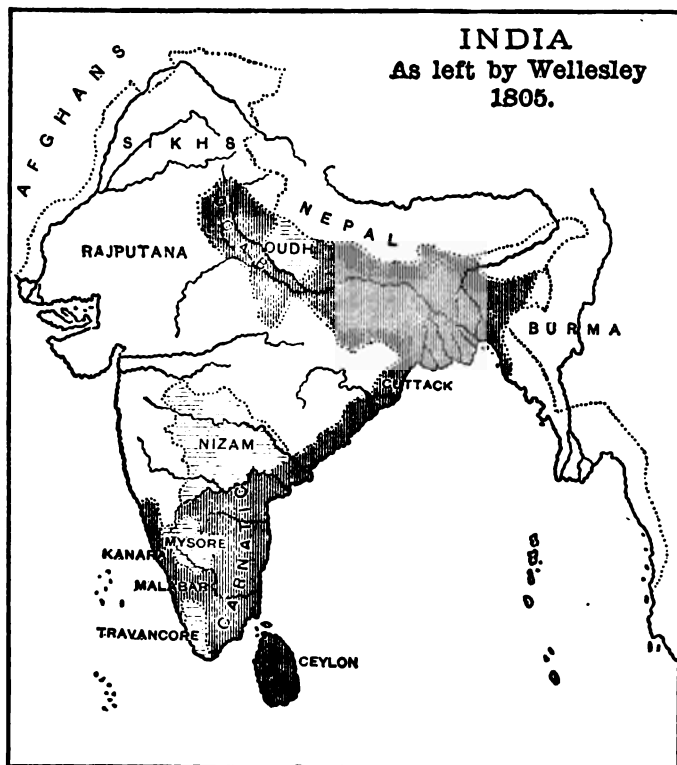 INDIA
As left by Wellesley
1805.
AFGHANS
SIKHS
NEPAL
RAJPUTANA
OUDH
BURMA
CUTTACK
NIZAM
CARNATIC
MYSORE
KANARA
MALABAR
TRAVANCORE
CEYLON